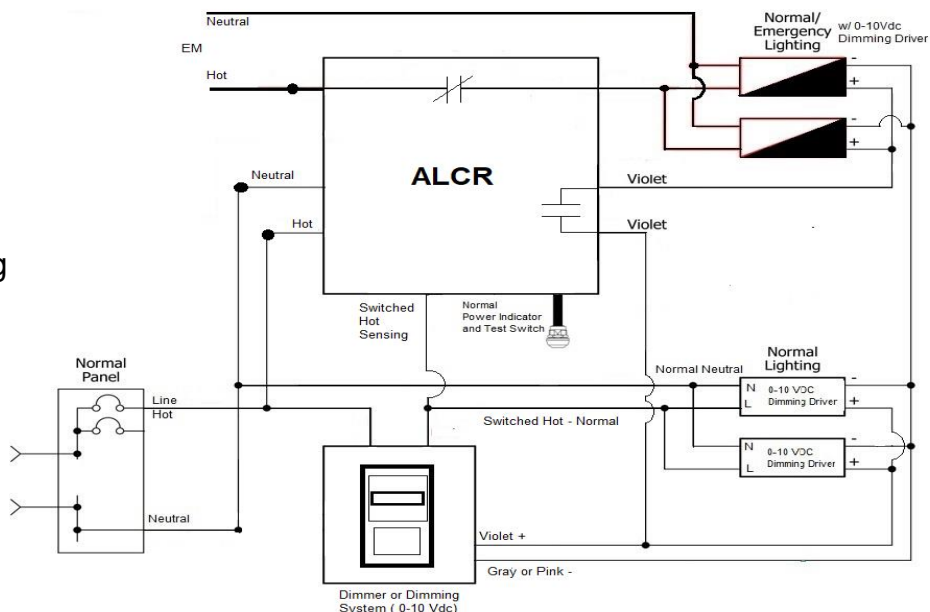 Neutral
EM
Hot
Normal/
Emergency
Lighting
w/ 0-10Vdc
Dimming Driver
-
+
-
+
ALCR
Neutral
Hot
Violet
Violet
g
Switched
Hot
Sensing
Normal
Power Indicator
and Test Switch
Normal
Panel
Line
Hot
Neutral
Normal Neutral
Switched Hot - Normal
Normal
Lighting
N
L
0-10 VDC
Dimming Driver
-
+
N
L
0-10 VDC
Dimming Driver
-
+
Violet +
Gray or Pink -
Dimmer or Dimming
System ( 0-10 Vdc)